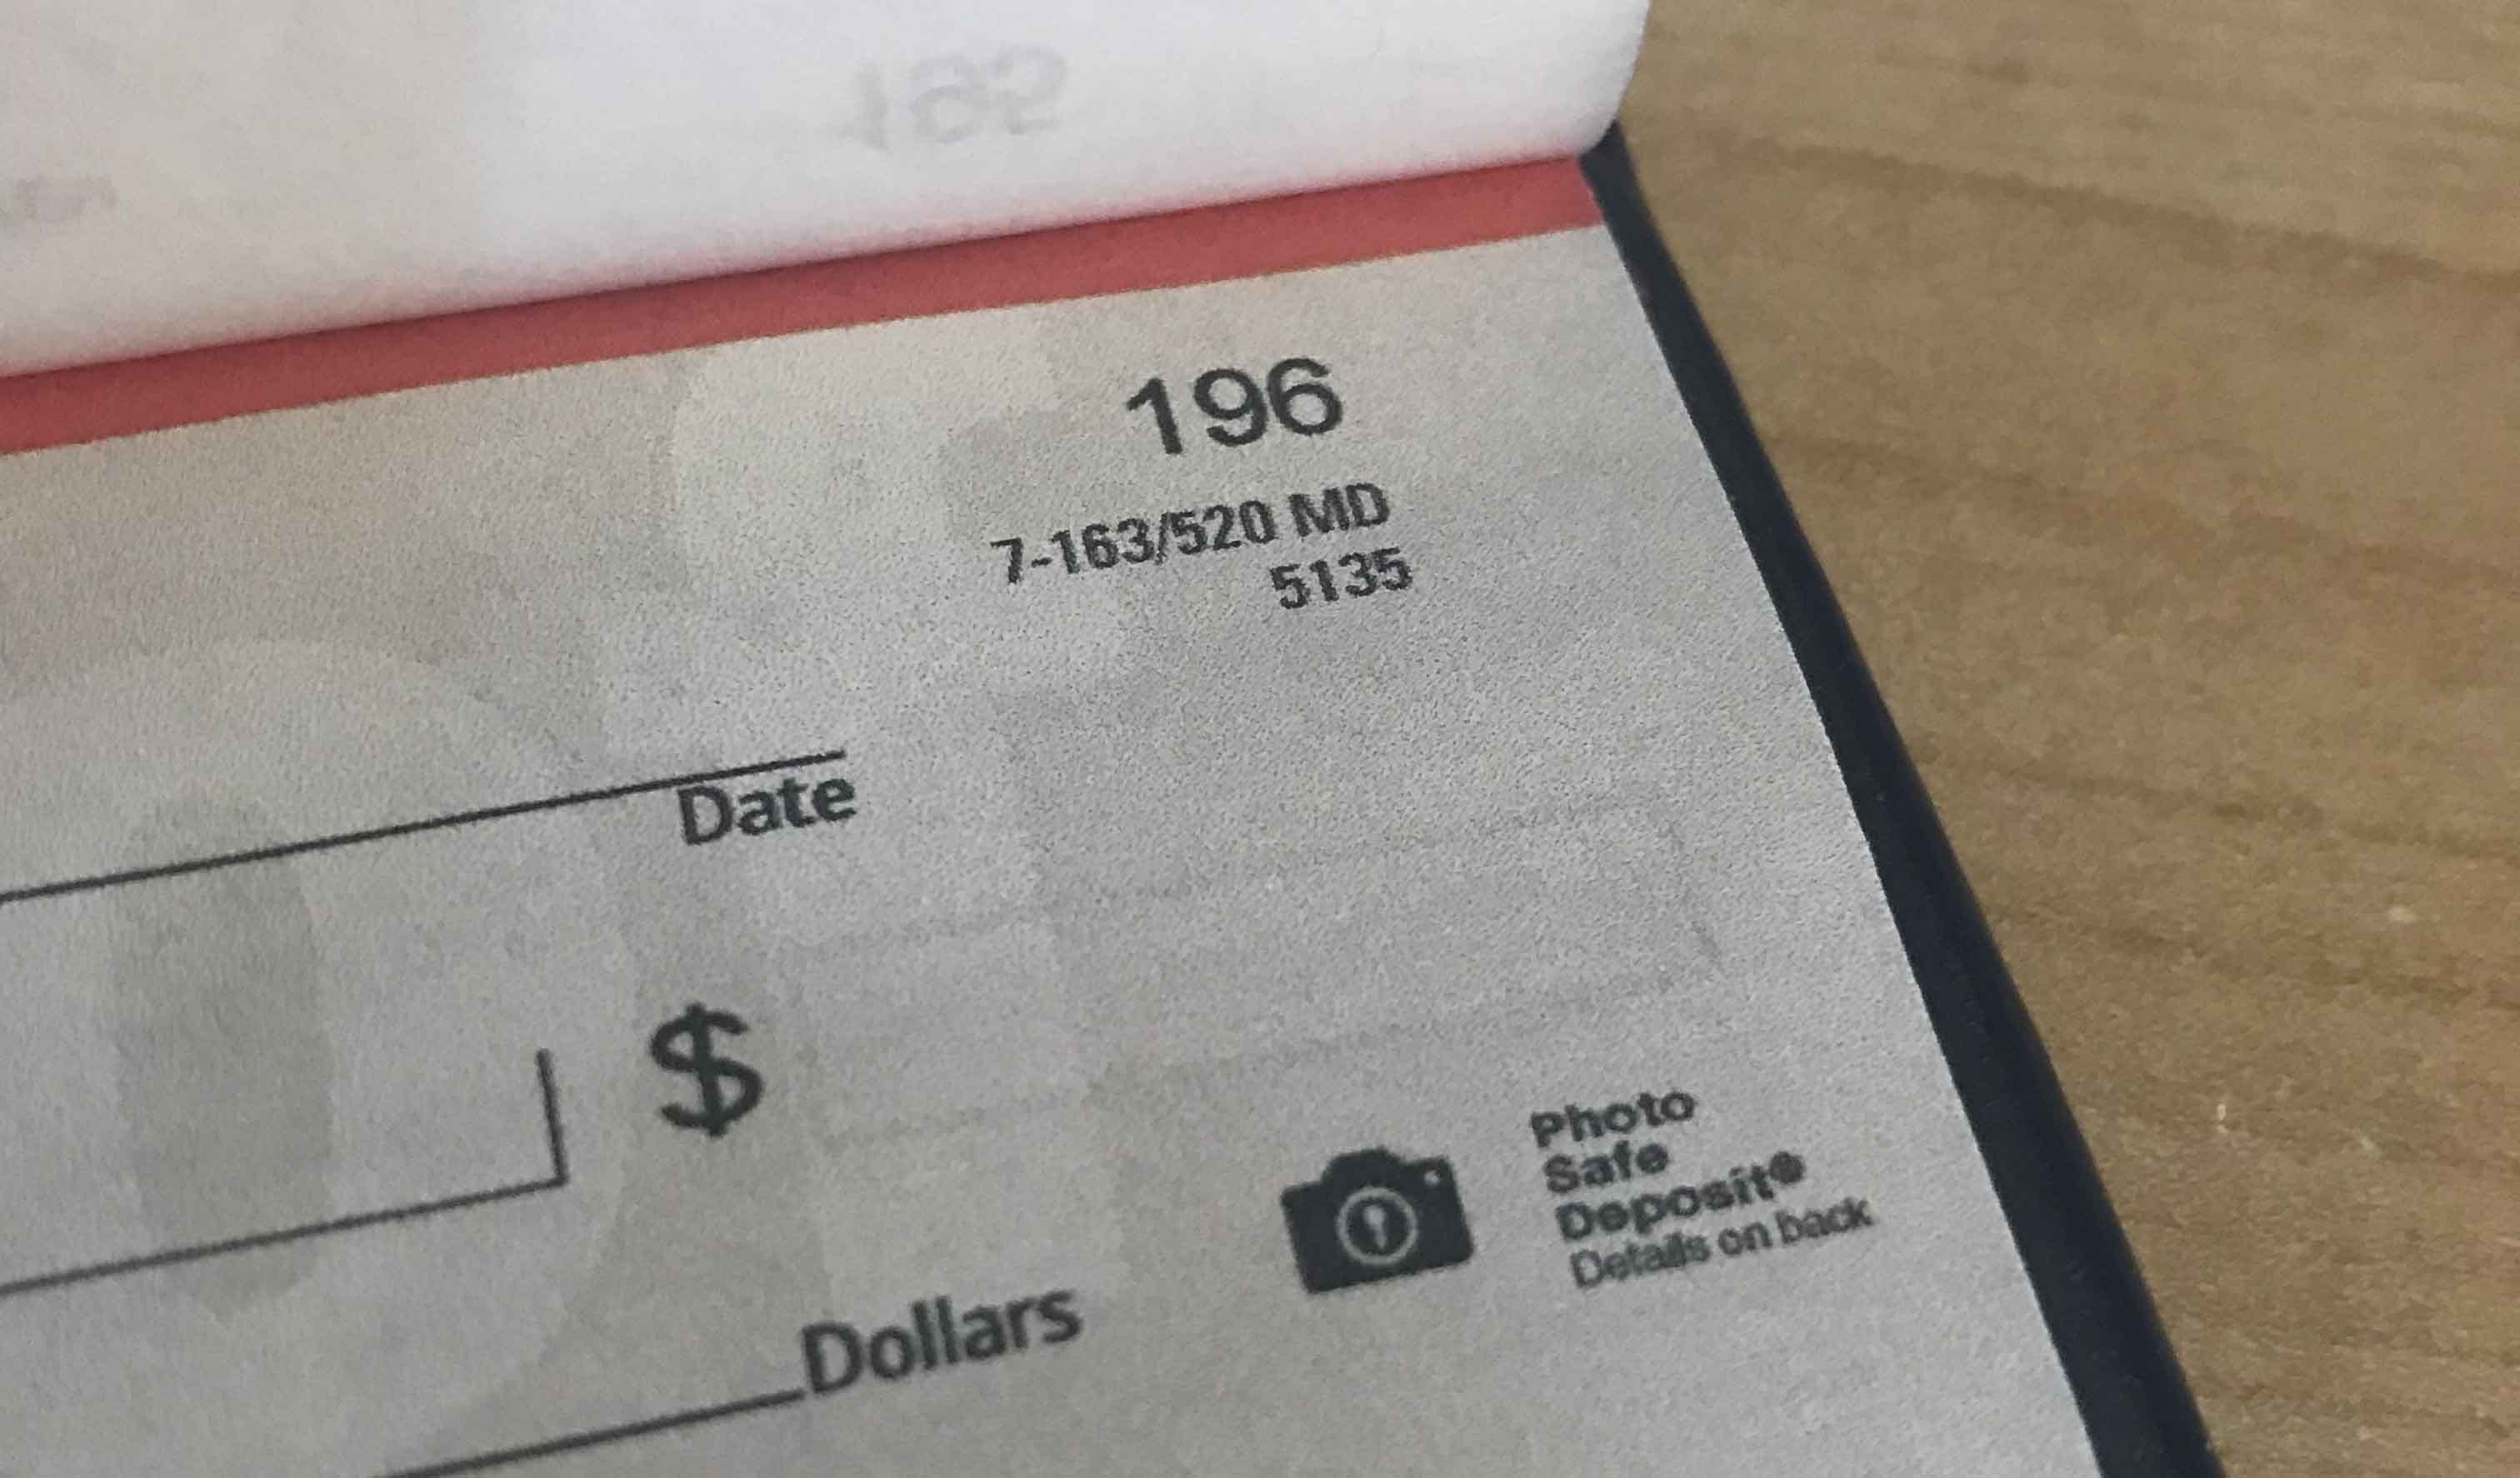 196
7-163/520 MD
5135
Date
$
Photo
Safe
Deposit®
Details on back
Dollars